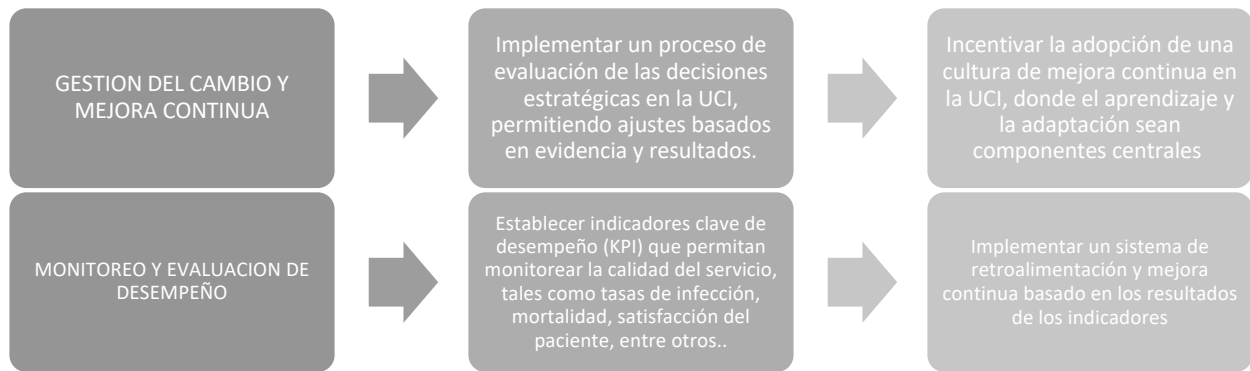 GESTION DEL CAMBIO Y
MEJORA CONTINUA
Implementar un proceso de
evaluación de las decisiones
estratégicas en la UCI,
permitiendo ajustes basados
en evidencia y resultados.
Incentivar la adopción de una
cultura de mejora continua en
la UCI, donde el aprendizaje y
la adaptación sean
componentes centrales
MONITOREO Y EVALUACION DE
DESEMPEÑO
Establecer indicadores clave de
desempeño (KPI) que permitan
monitorear la calidad del servicio,
tales como tasas de infección,
mortalidad, satisfacción del
paciente, entre otros..
Implementar un sistema de
retroalimentación y mejora
continua basado en los resultados
de los indicadores